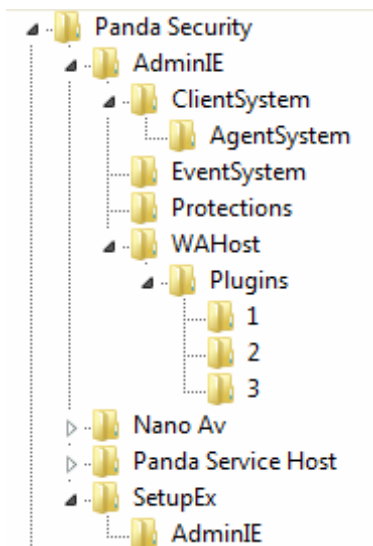 Panda Security
AdminIE
ClientSystem
AgentSystem
EventSystem
Protections
WAHost
Plugins
1
2
3
Nano Av
Panda Service Host
SetupEx
AdminIE